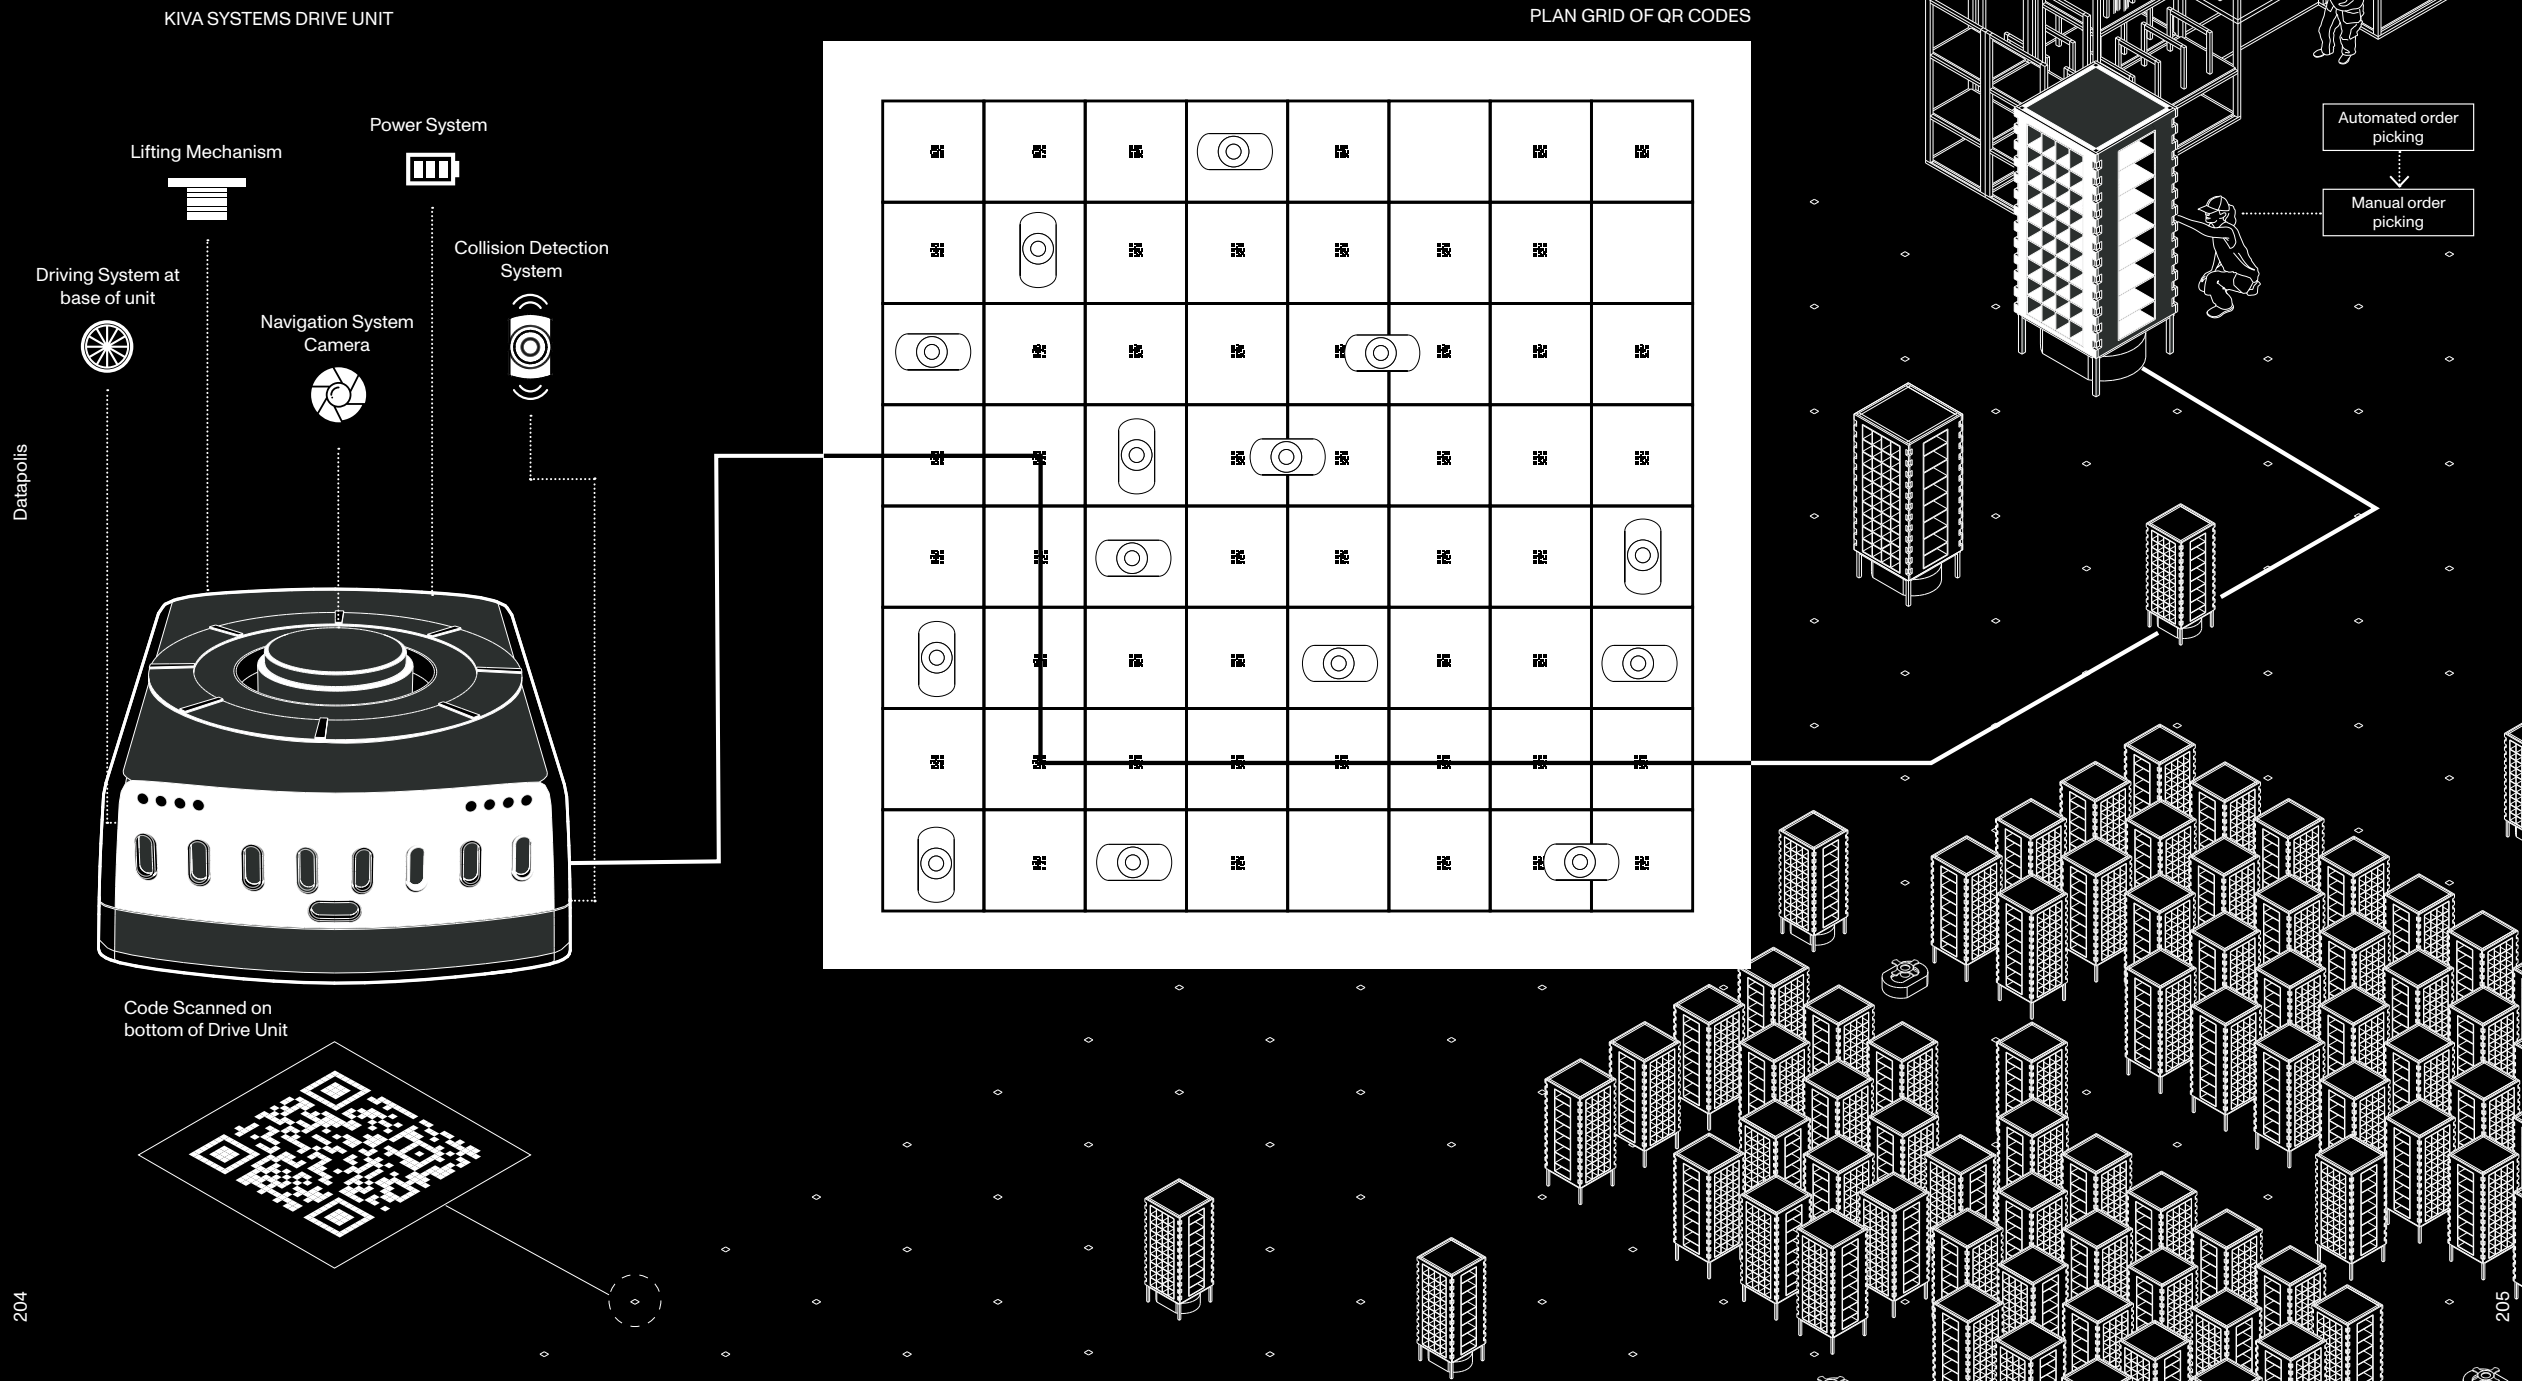 KIVA SYSTEMS DRIVE UNIT
PLAN GRID OF QR CODES
Power System
Lifting Mechanism
Collision Detection
System
Driving System at
base of unit
Navigation System
Camera
Automated order
picking
Manual order
picking
Datapolis
Code Scanned on
bottom of Drive Unit
204
205